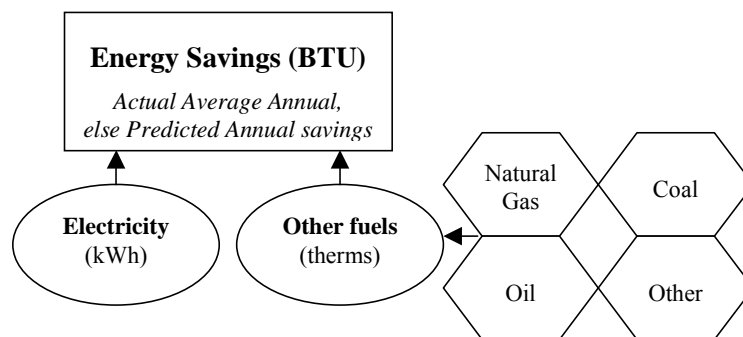 Energy Savings (BTU)
Actual Average Annual,
else Predicted Annual savings
Electricity
(kWh)
Other fuels
(therms)
Natural
Gas
Coal
Oil
Other